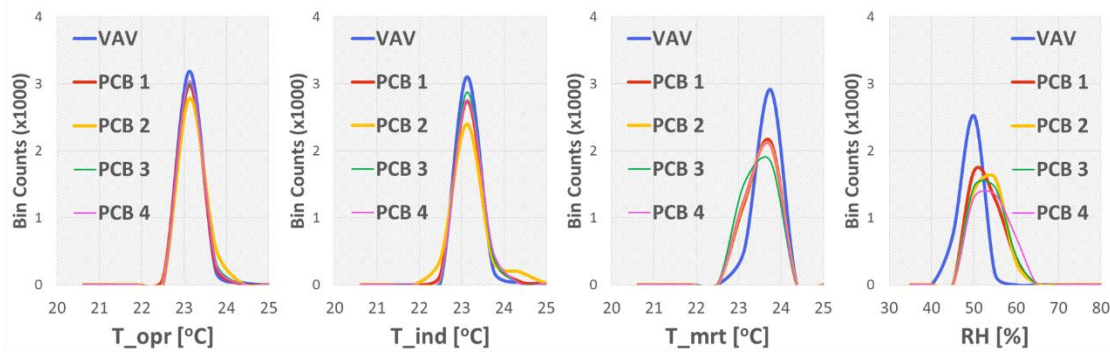 4
3
2
1
0
Bin Counts (x1000)
VAV
PCB 1
PCB 2
PCB 3
PCB 4
20 21 22 23 24 25
T_opr [°C]
4
3
2
1
0
Bin Counts (x1000)
VAV
PCB 1
PCB 2
PCB 3
PCB 4
20 21 22 23 24 25
T_ind [°C]
4
3
2
1
0
Bin Counts (x1000)
VAV
PCB 1
PCB 2
PCB 3
PCB 4
20 21 22 23 24 25
T_mrt [°C]
4
3
2
1
0
Bin Counts (x1000)
VAV
PCB 1
PCB 2
PCB 3
PCB 4
30 40 50 60 70 80
RH [%]